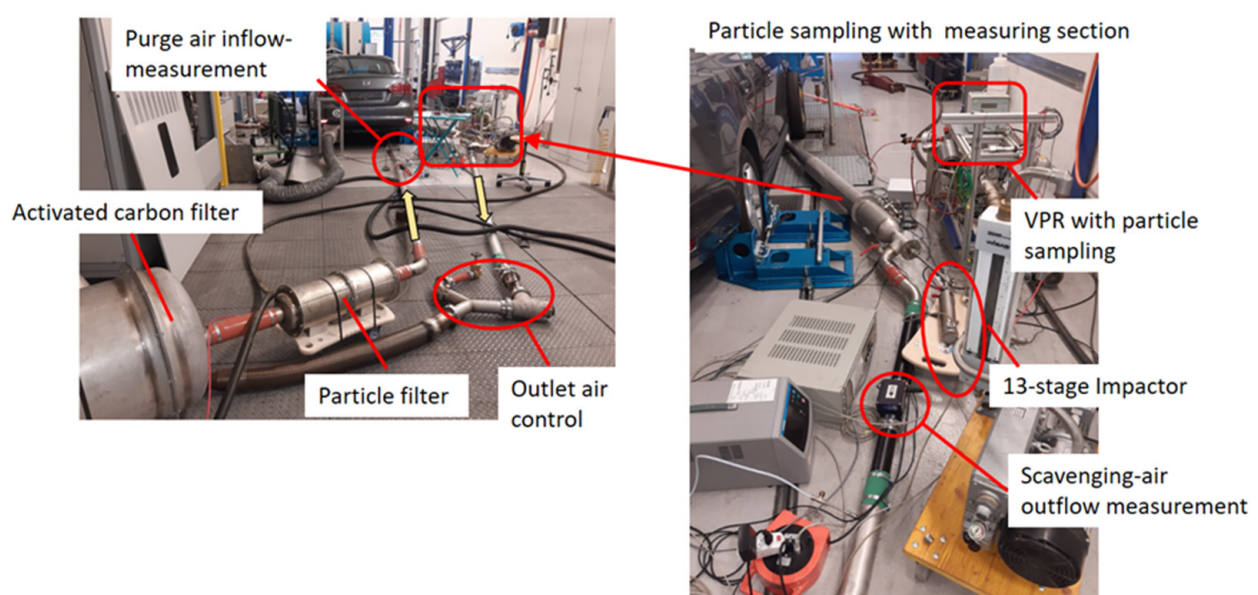 Purge air inflow-
measurement
Activated carbon filter
Particle filter
Outlet air
control
Particle sampling with  measuring section
VPR with particle
sampling
13-stage Impactor
Scavenging-air
outflow measurement